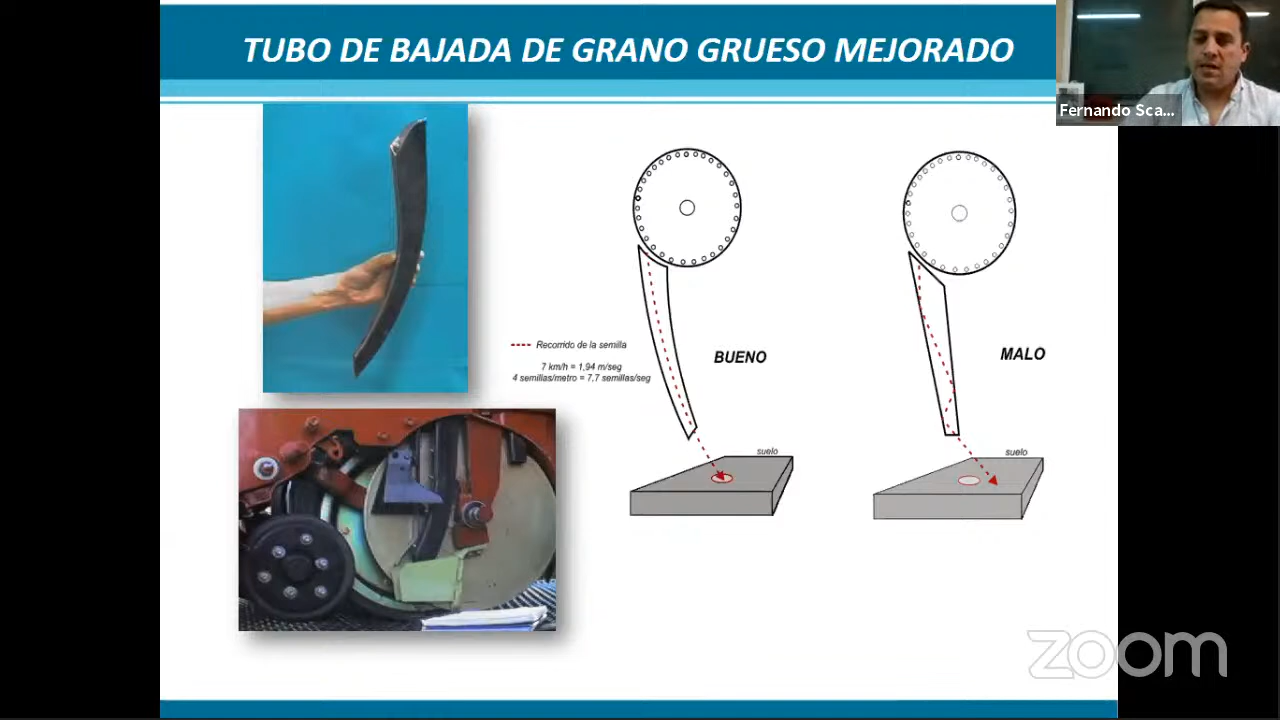 TUBO DE BAJADA DE GRANO GRUESO MEJORADO
Fernando Sca...
Recorrido de la semilla
7 km/h = 1,94 m/seg
4 semillas/metro = 7,7 semillas/seg
BUENO
MALO
suelo
suelo
zoom